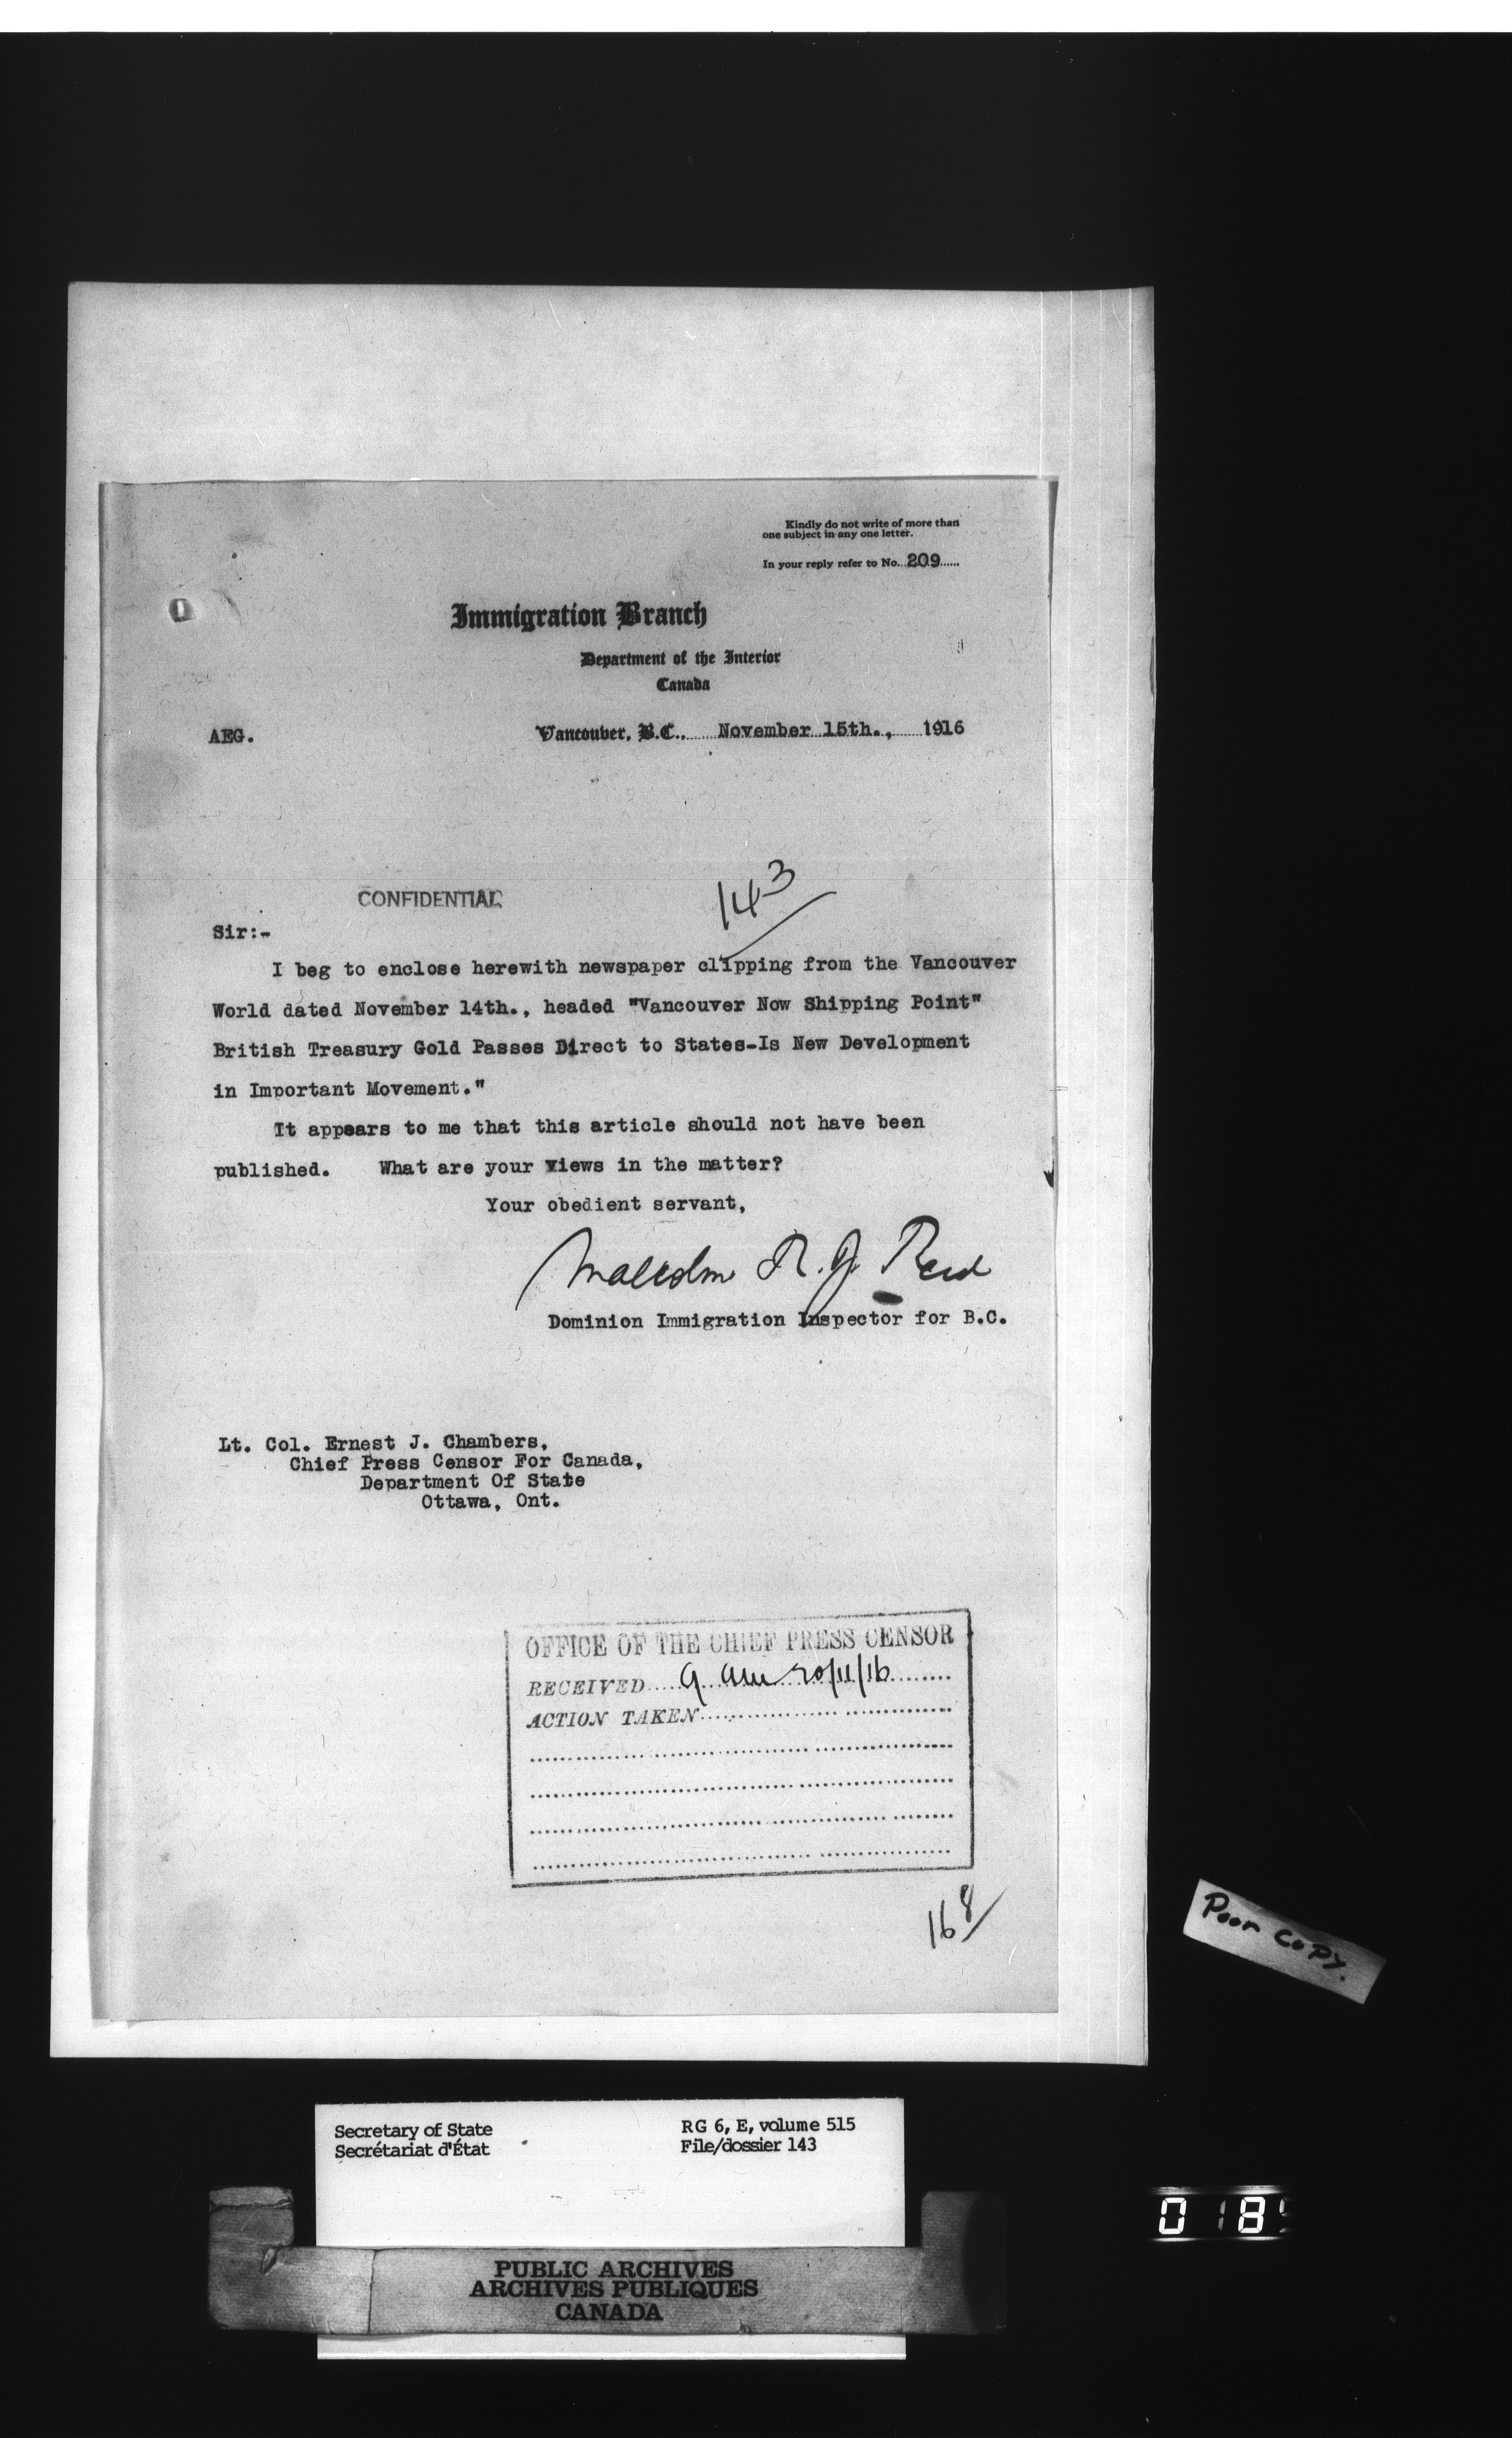 Kindly do not write of more than
one subject in any one letter.
In your reply refer to No...209......
Immigration Branch
Department of the Interior
Canada
AEG.
Vancouver, B.C., November 15th., 1916
143
CONFIDENTIAL
Sir:-
I beg to enclose herewith newspaper clipping from the Vancouver
World dated November 14th., headed "Vancouver Now Shipping Point"
British Treasury Gold Passes Direct to States-Is New Development
in Important Movement."
It appears to me that this article should not have been
published. What are your views in the matter?
Your obedient servant,
Malcolm R. J. Reid
Dominion Immigration Inspector for B.C.
Lt. Col. Ernest J. Chambers,
Chief Press Censor For Canada,
Department Of State
Ottawa, Ont.
OFFICE OF THE CHIEF PRESS CENSOR
RECEIVED 9 am 20/11/16
ACTION TAKEN
168
Poor Copy.
Secretary of State
Secrétariat d'État
RG 6, E, volume 515
File/dossier 143
018
PUBLIC ARCHIVES
ARCHIVES PUBLIQUES
CANADA